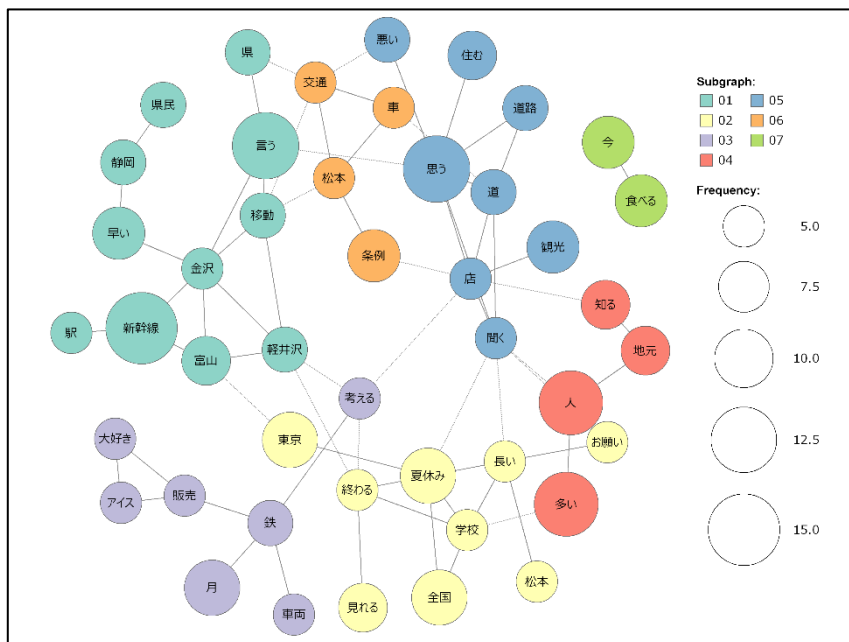 県
悪い
住む
交通
県民
車
道路
言う
静岡
思う
今
松本
道
食べる
早い
移動
条例
金沢
店
観光
知る
新幹線
駅
富山
軽井沢
聞く
地元
考える
人
大好き
東京
お願い
アイス
販売
終わる
夏休み
長い
鉄
学校
多い
月
車両
見れる
全国
松本
Subgraph:
01 05
02 06
03 07
04
Frequency:
5.0
7.5
10.0
12.5
15.0